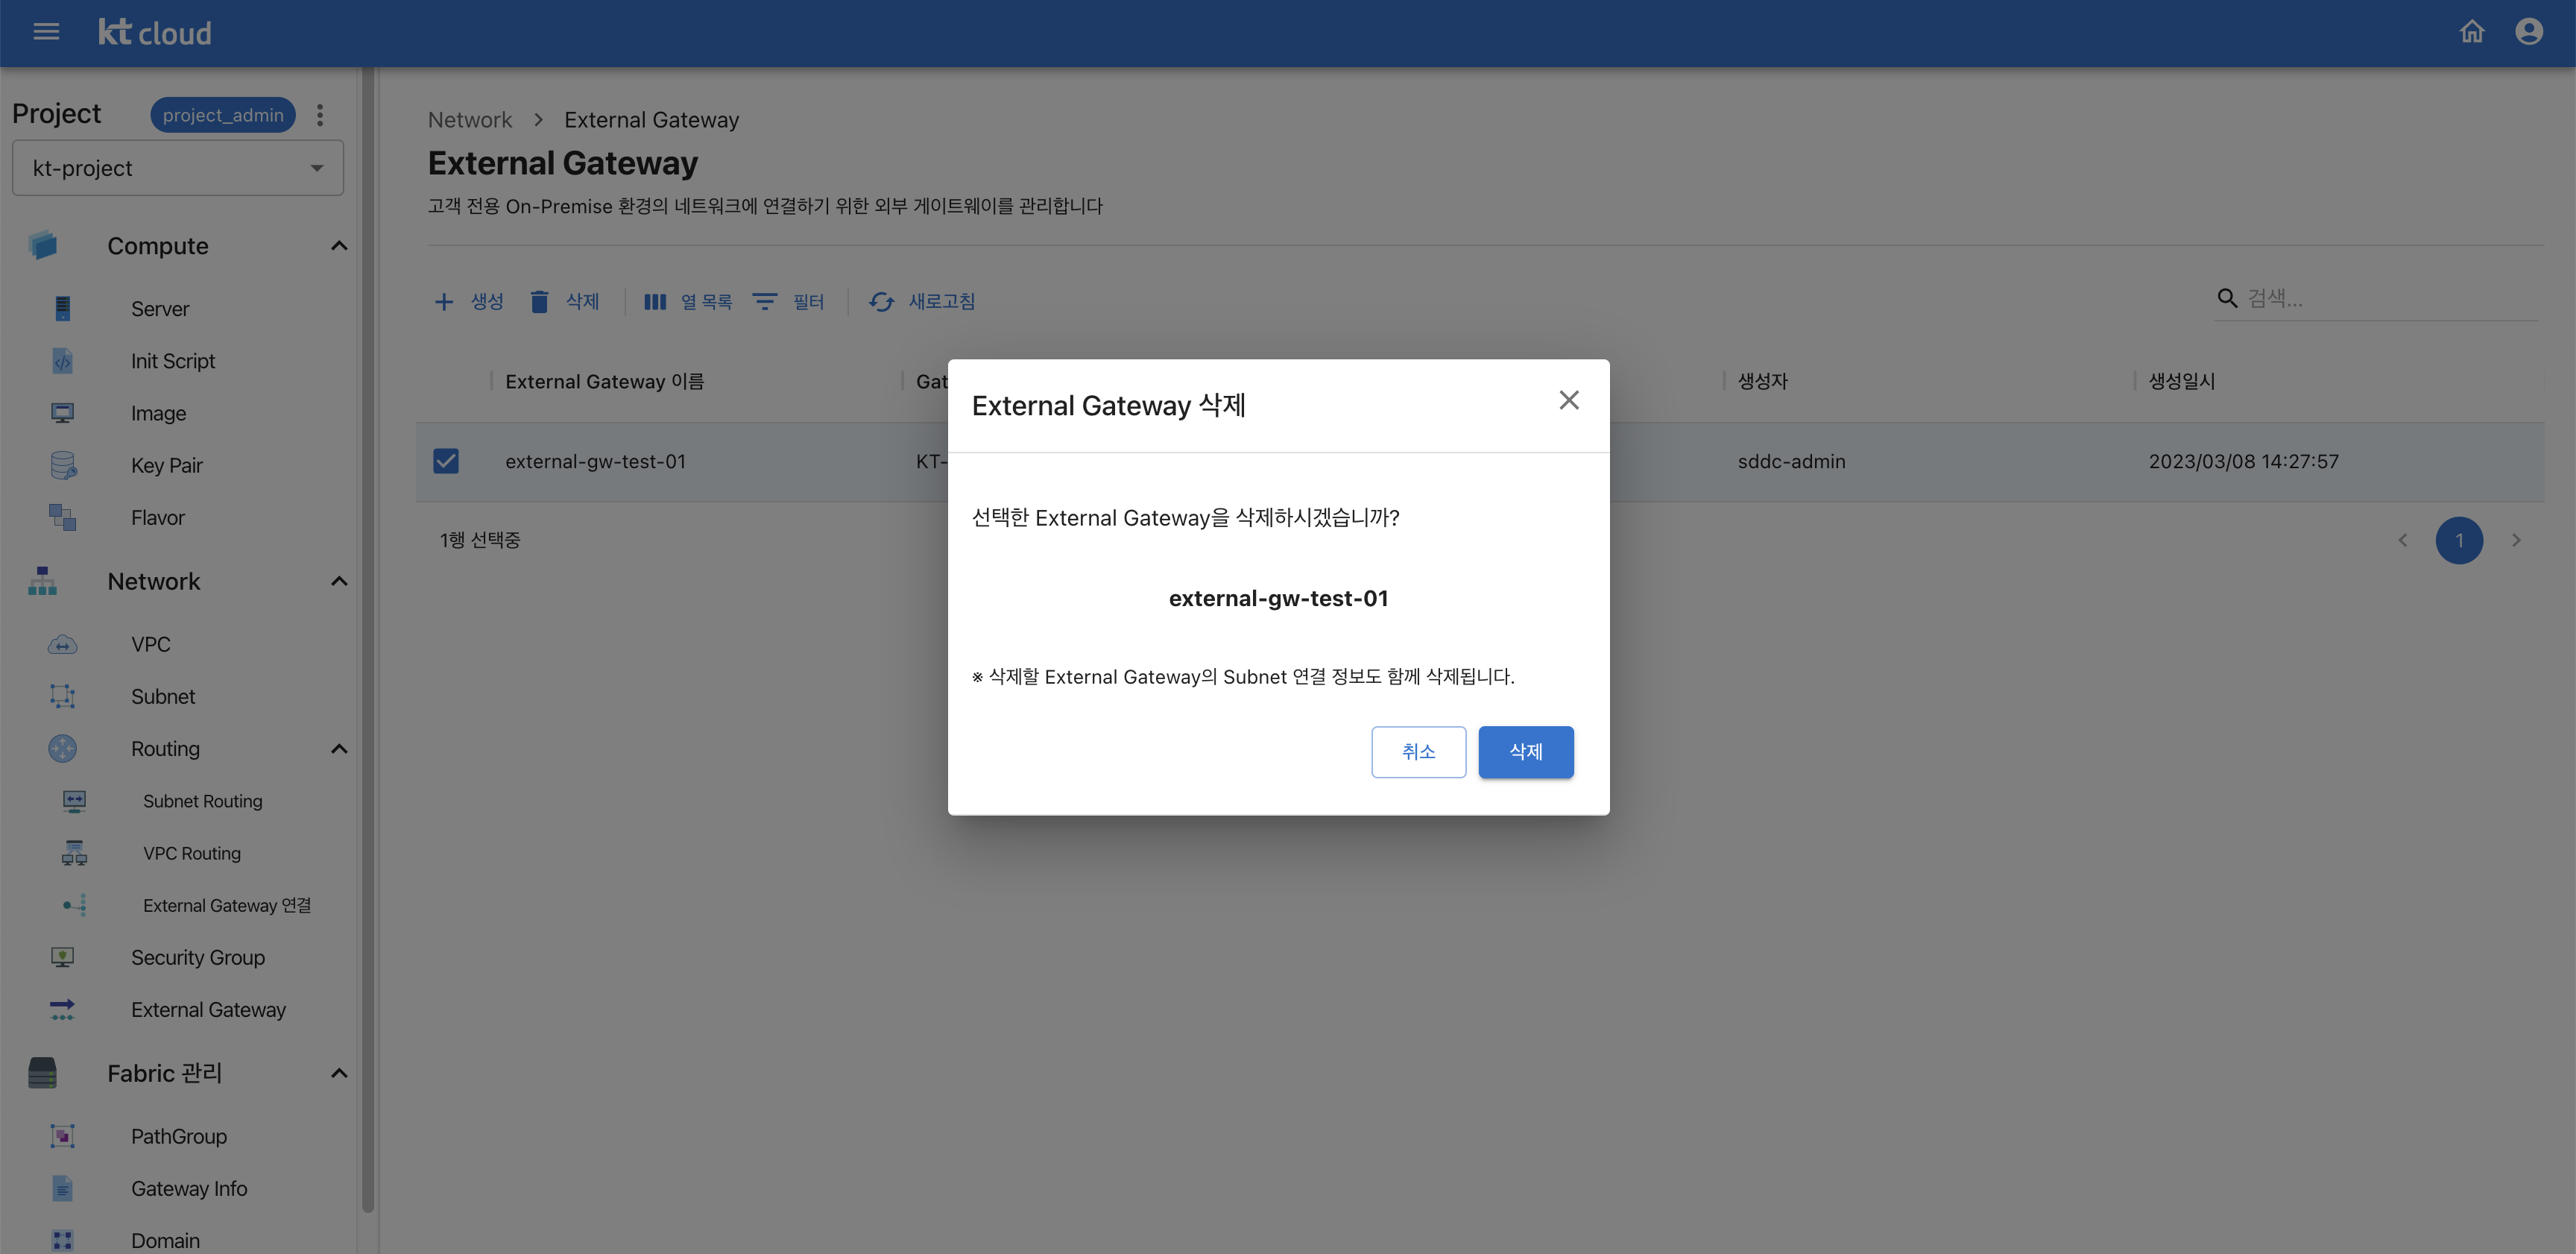 kt cloud
Project
project_admin
kt-project
Compute
Server
Init Script
Image
Key Pair
Flavor
Network
VPC
Subnet
Routing
Subnet Routing
VPC Routing
External Gateway 연결
Security Group
External Gateway
Fabric 관리
PathGroup
Gateway Info
Domain
Network > External Gateway
External Gateway
고객 전용 On-Premise 환경의 네트워크에 연결하기 위한 외부 게이트웨이를 관리합니다
생성 삭제 열 목록 필터 새로고침
검색...
External Gateway 이름 Gat 생성자 생성일시
external-gw-test-01 KT- sddc-admin 2023/03/08 14:27:57
1행 선택중
1
External Gateway 삭제
선택한 External Gateway을 삭제하시겠습니까?
external-gw-test-01
※ 삭제할 External Gateway의 Subnet 연결 정보도 함께 삭제됩니다.
취소 삭제